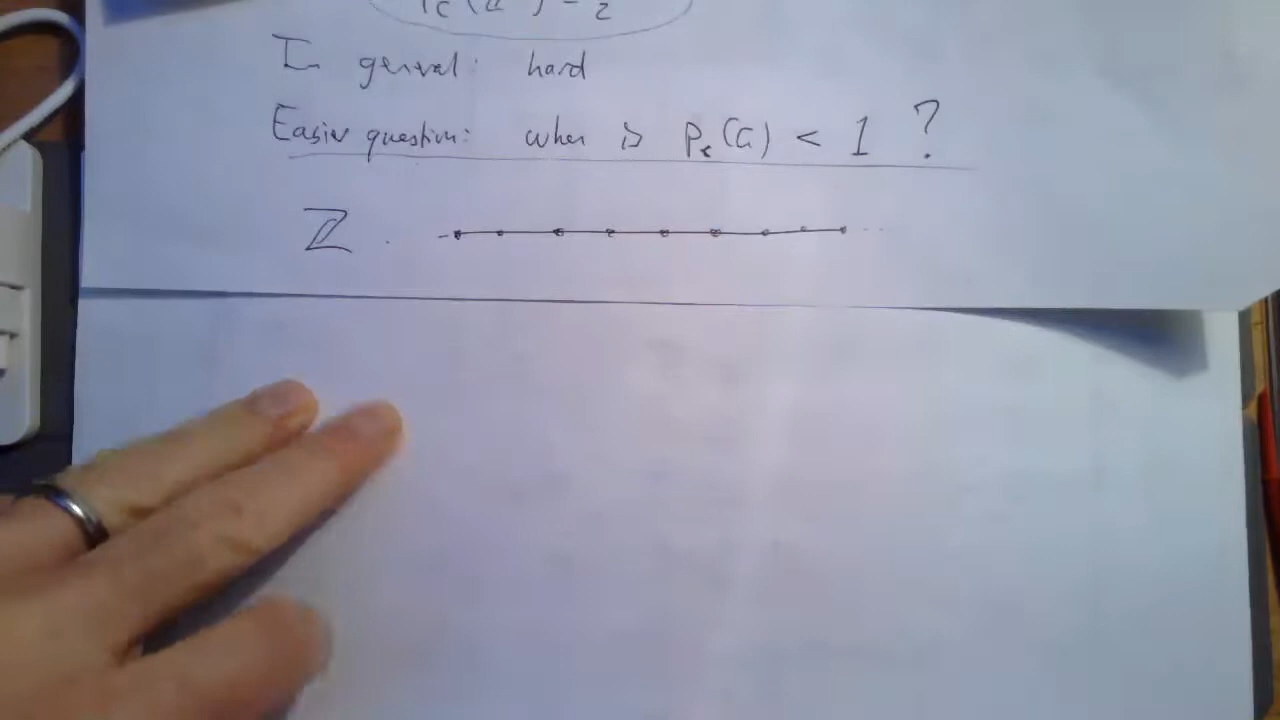 In general: hard
Easier question: when is Pc(G) < 1 ?
ℤ.